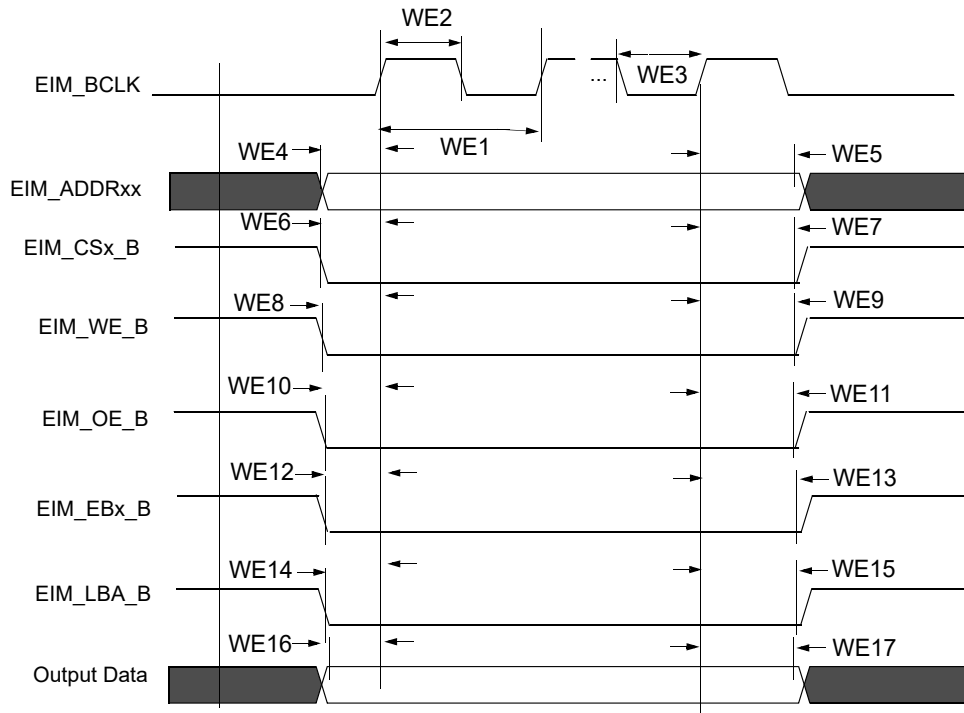 WE2
EIM_BCLK
...
WE3
WE4
WE1
WE5
EIM_ADDRxx
WE6
WE7
EIM_CSx_B
WE8
WE9
EIM_WE_B
WE10
WE11
EIM_OE_B
WE12
WE13
EIM_EBx_B
WE14
WE15
EIM_LBA_B
WE16
WE17
Output Data